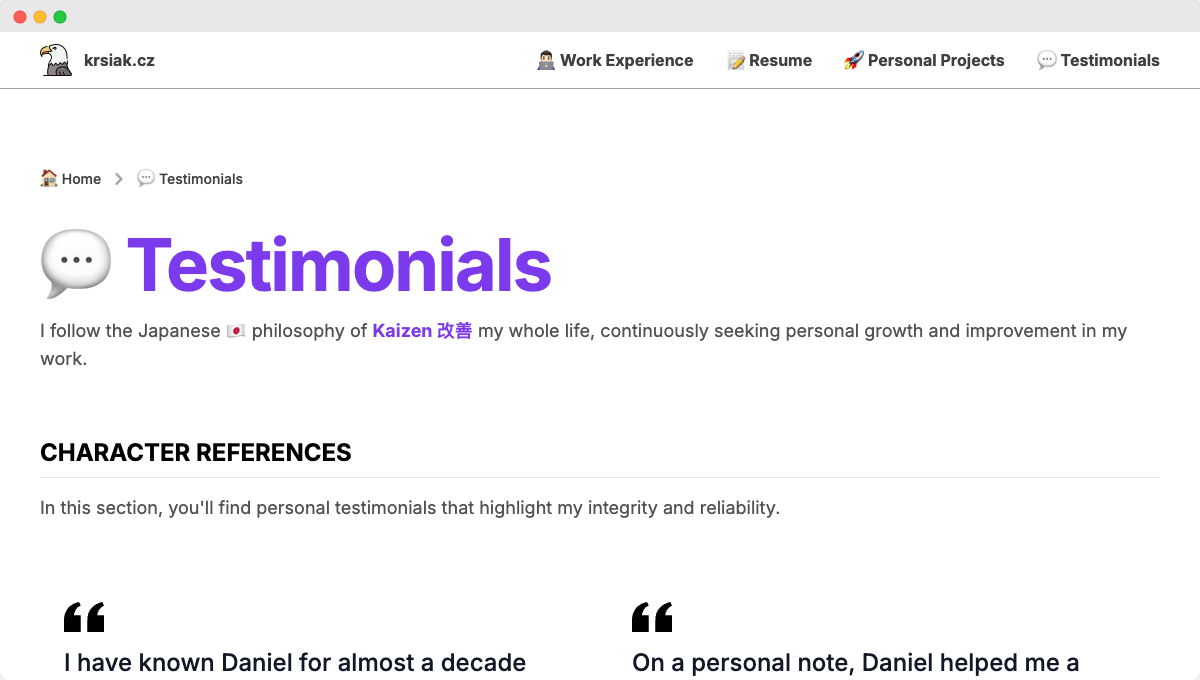 krsiak.cz
Work Experience
Resume
Personal Projects
Testimonials
Home
Testimonials
Testimonials
I follow the Japanese 🇯🇵 philosophy of Kaizen 改善 my whole life, continuously seeking personal growth and improvement in my
work.
CHARACTER REFERENCES
In this section, you'll find personal testimonials that highlight my integrity and reliability.
I have known Daniel for almost a decade
On a personal note, Daniel helped me a